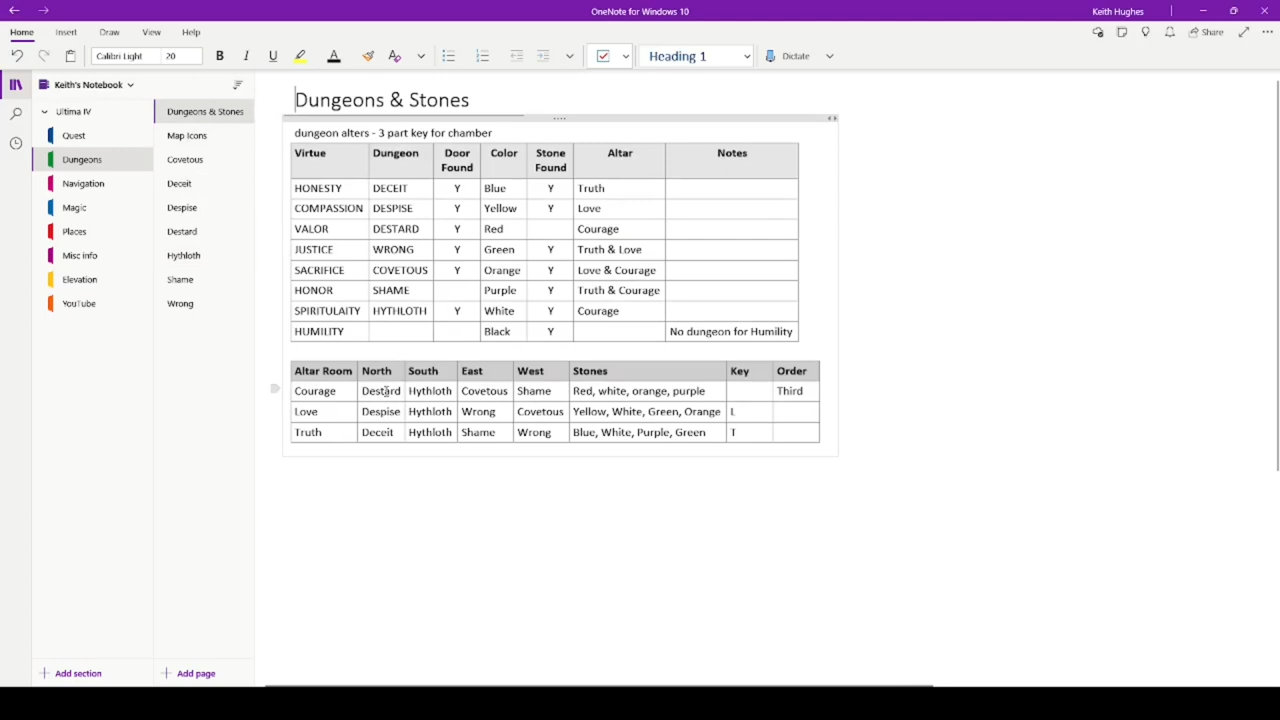 OneNote for Windows 10
Keith Hughes
Home Insert Draw View Help
Share
Calibri Light 20 B I U A Heading 1 Dictate
Keith's Notebook
Ultima IV
Quest
Dungeons
Navigation
Magic
Places
Misc info
Elevation
YouTube
Dungeons & Stones
Map Icons
Covetous
Deceit
Despise
Destard
Hythloth
Shame
Wrong
Dungeons & Stones
dungeon alters - 3 part key for chamber
Virtue Dungeon Door Found Color Stone Found Altar Notes
HONESTY DECEIT Y Blue Y Truth
COMPASSION DESPISE Y Yellow Y Love
VALOR DESTARD Y Red Courage
JUSTICE WRONG Y Green Y Truth & Love
SACRIFICE COVETOUS Y Orange Y Love & Courage
HONOR SHAME Purple Y Truth & Courage
SPIRITULAITY HYTHLOTH Y White Y Courage
HUMILITY Black Y No dungeon for Humility
Altar Room North South East West Stones Key Order
Courage Destard Hythloth Covetous Shame Red, white, orange, purple Third
Love Despise Hythloth Wrong Covetous Yellow, White, Green, Orange L
Truth Deceit Hythloth Shame Wrong Blue, White, Purple, Green T
Add section
Add page